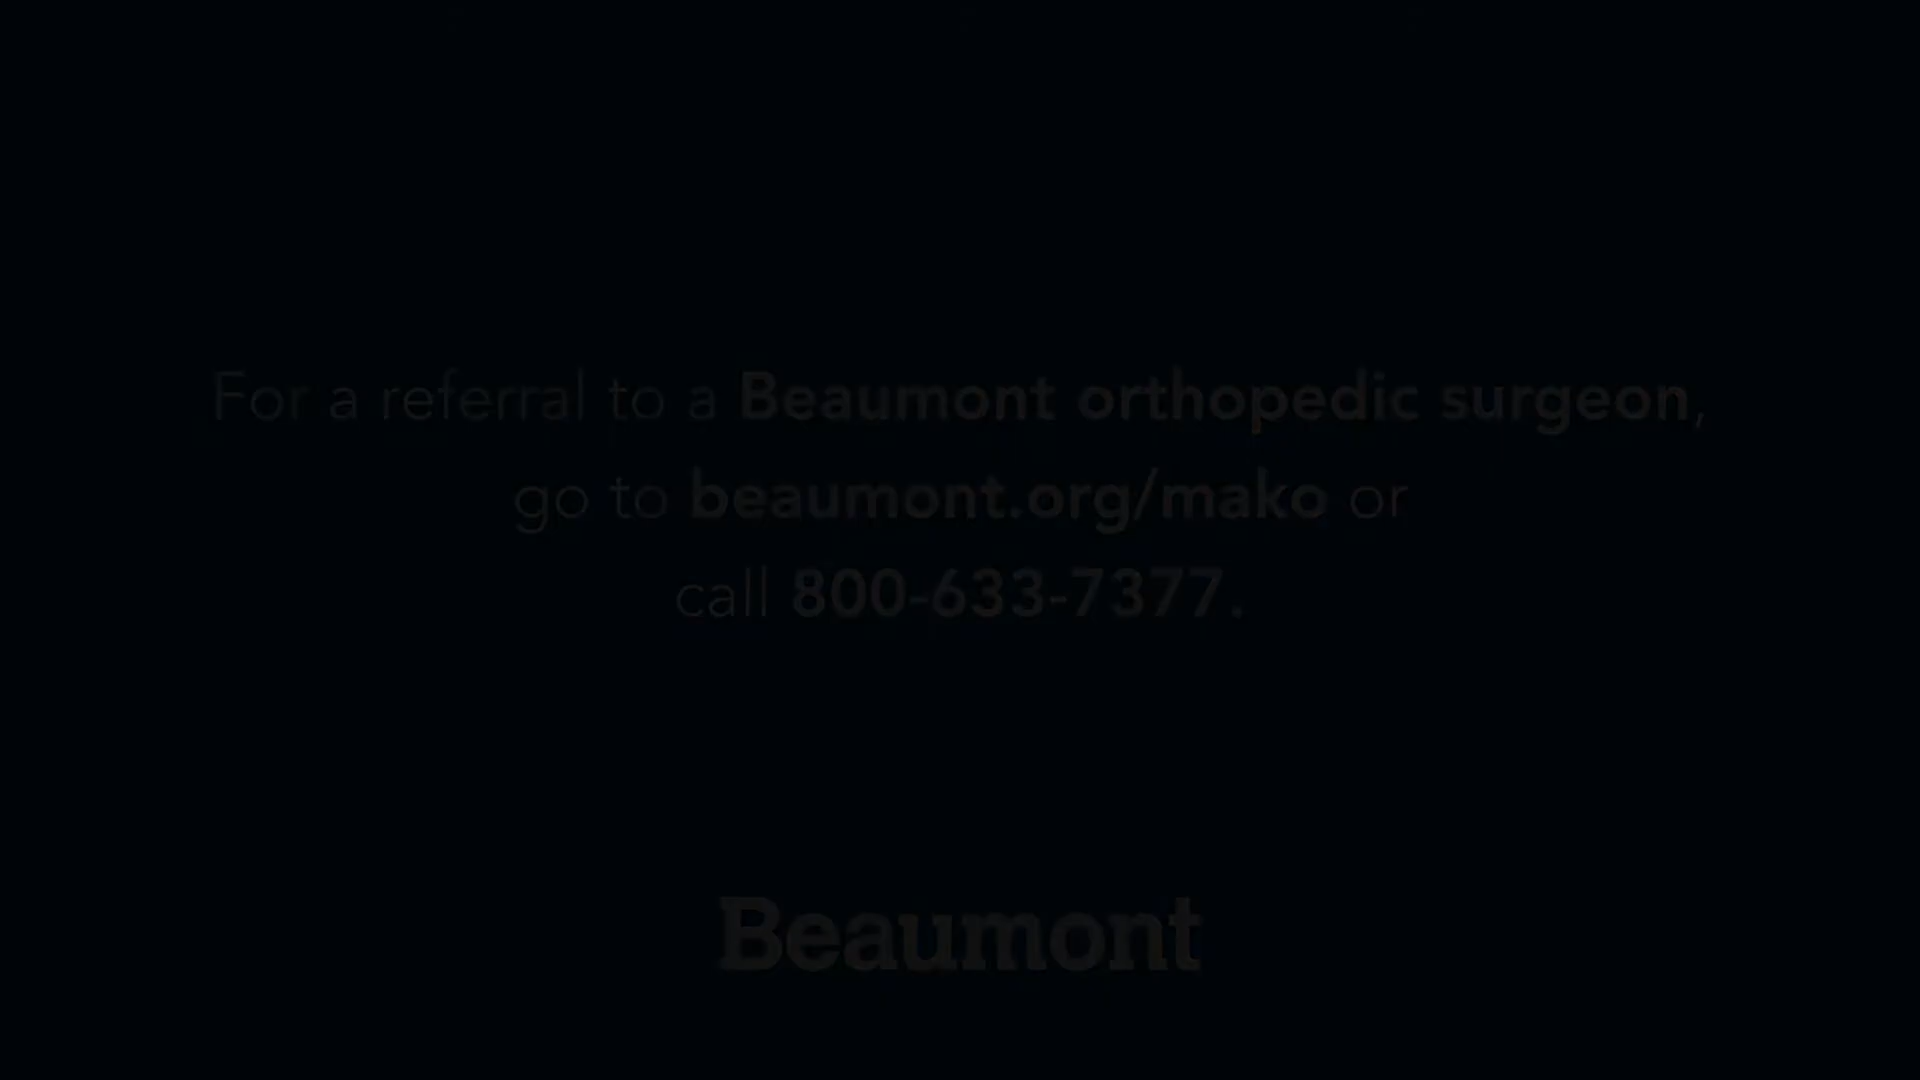 For a referral to a Beaumont orthopedic surgeon,
go to beaumont.org/mako or
call 800-633-7377.
Beaumont